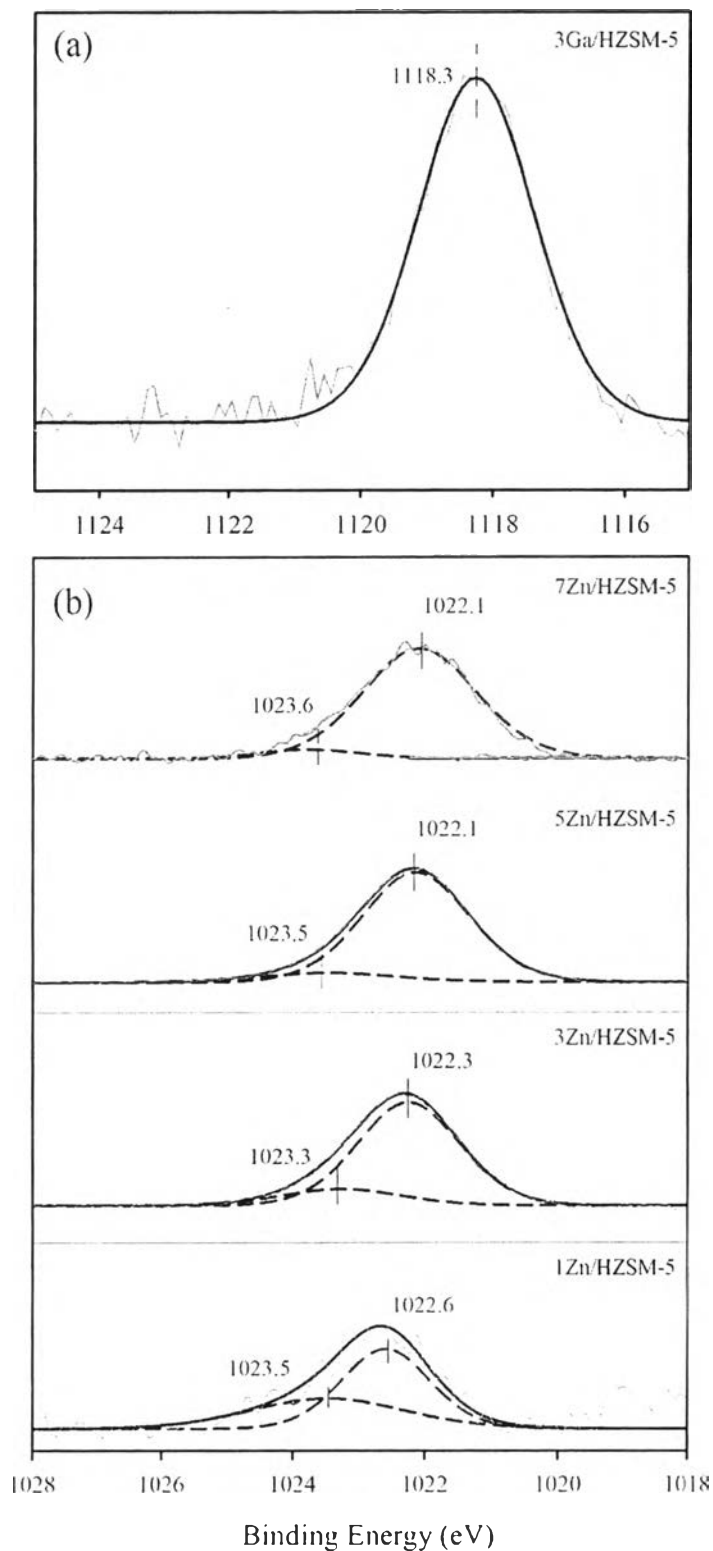 (a)
3Ga/HZSM-5
1118.3
1124 1122 1120 1118 1116
(b)
7Zn/HZSM-5
1022.1
1023.6
5Zn/HZSM-5
1022.1
1023.5
3Zn/HZSM-5
1022.3
1023.3
1Zn/HZSM-5
1022.6
1023.5
1028 1026 1024 1022 1020 1018
Binding Energy (eV)